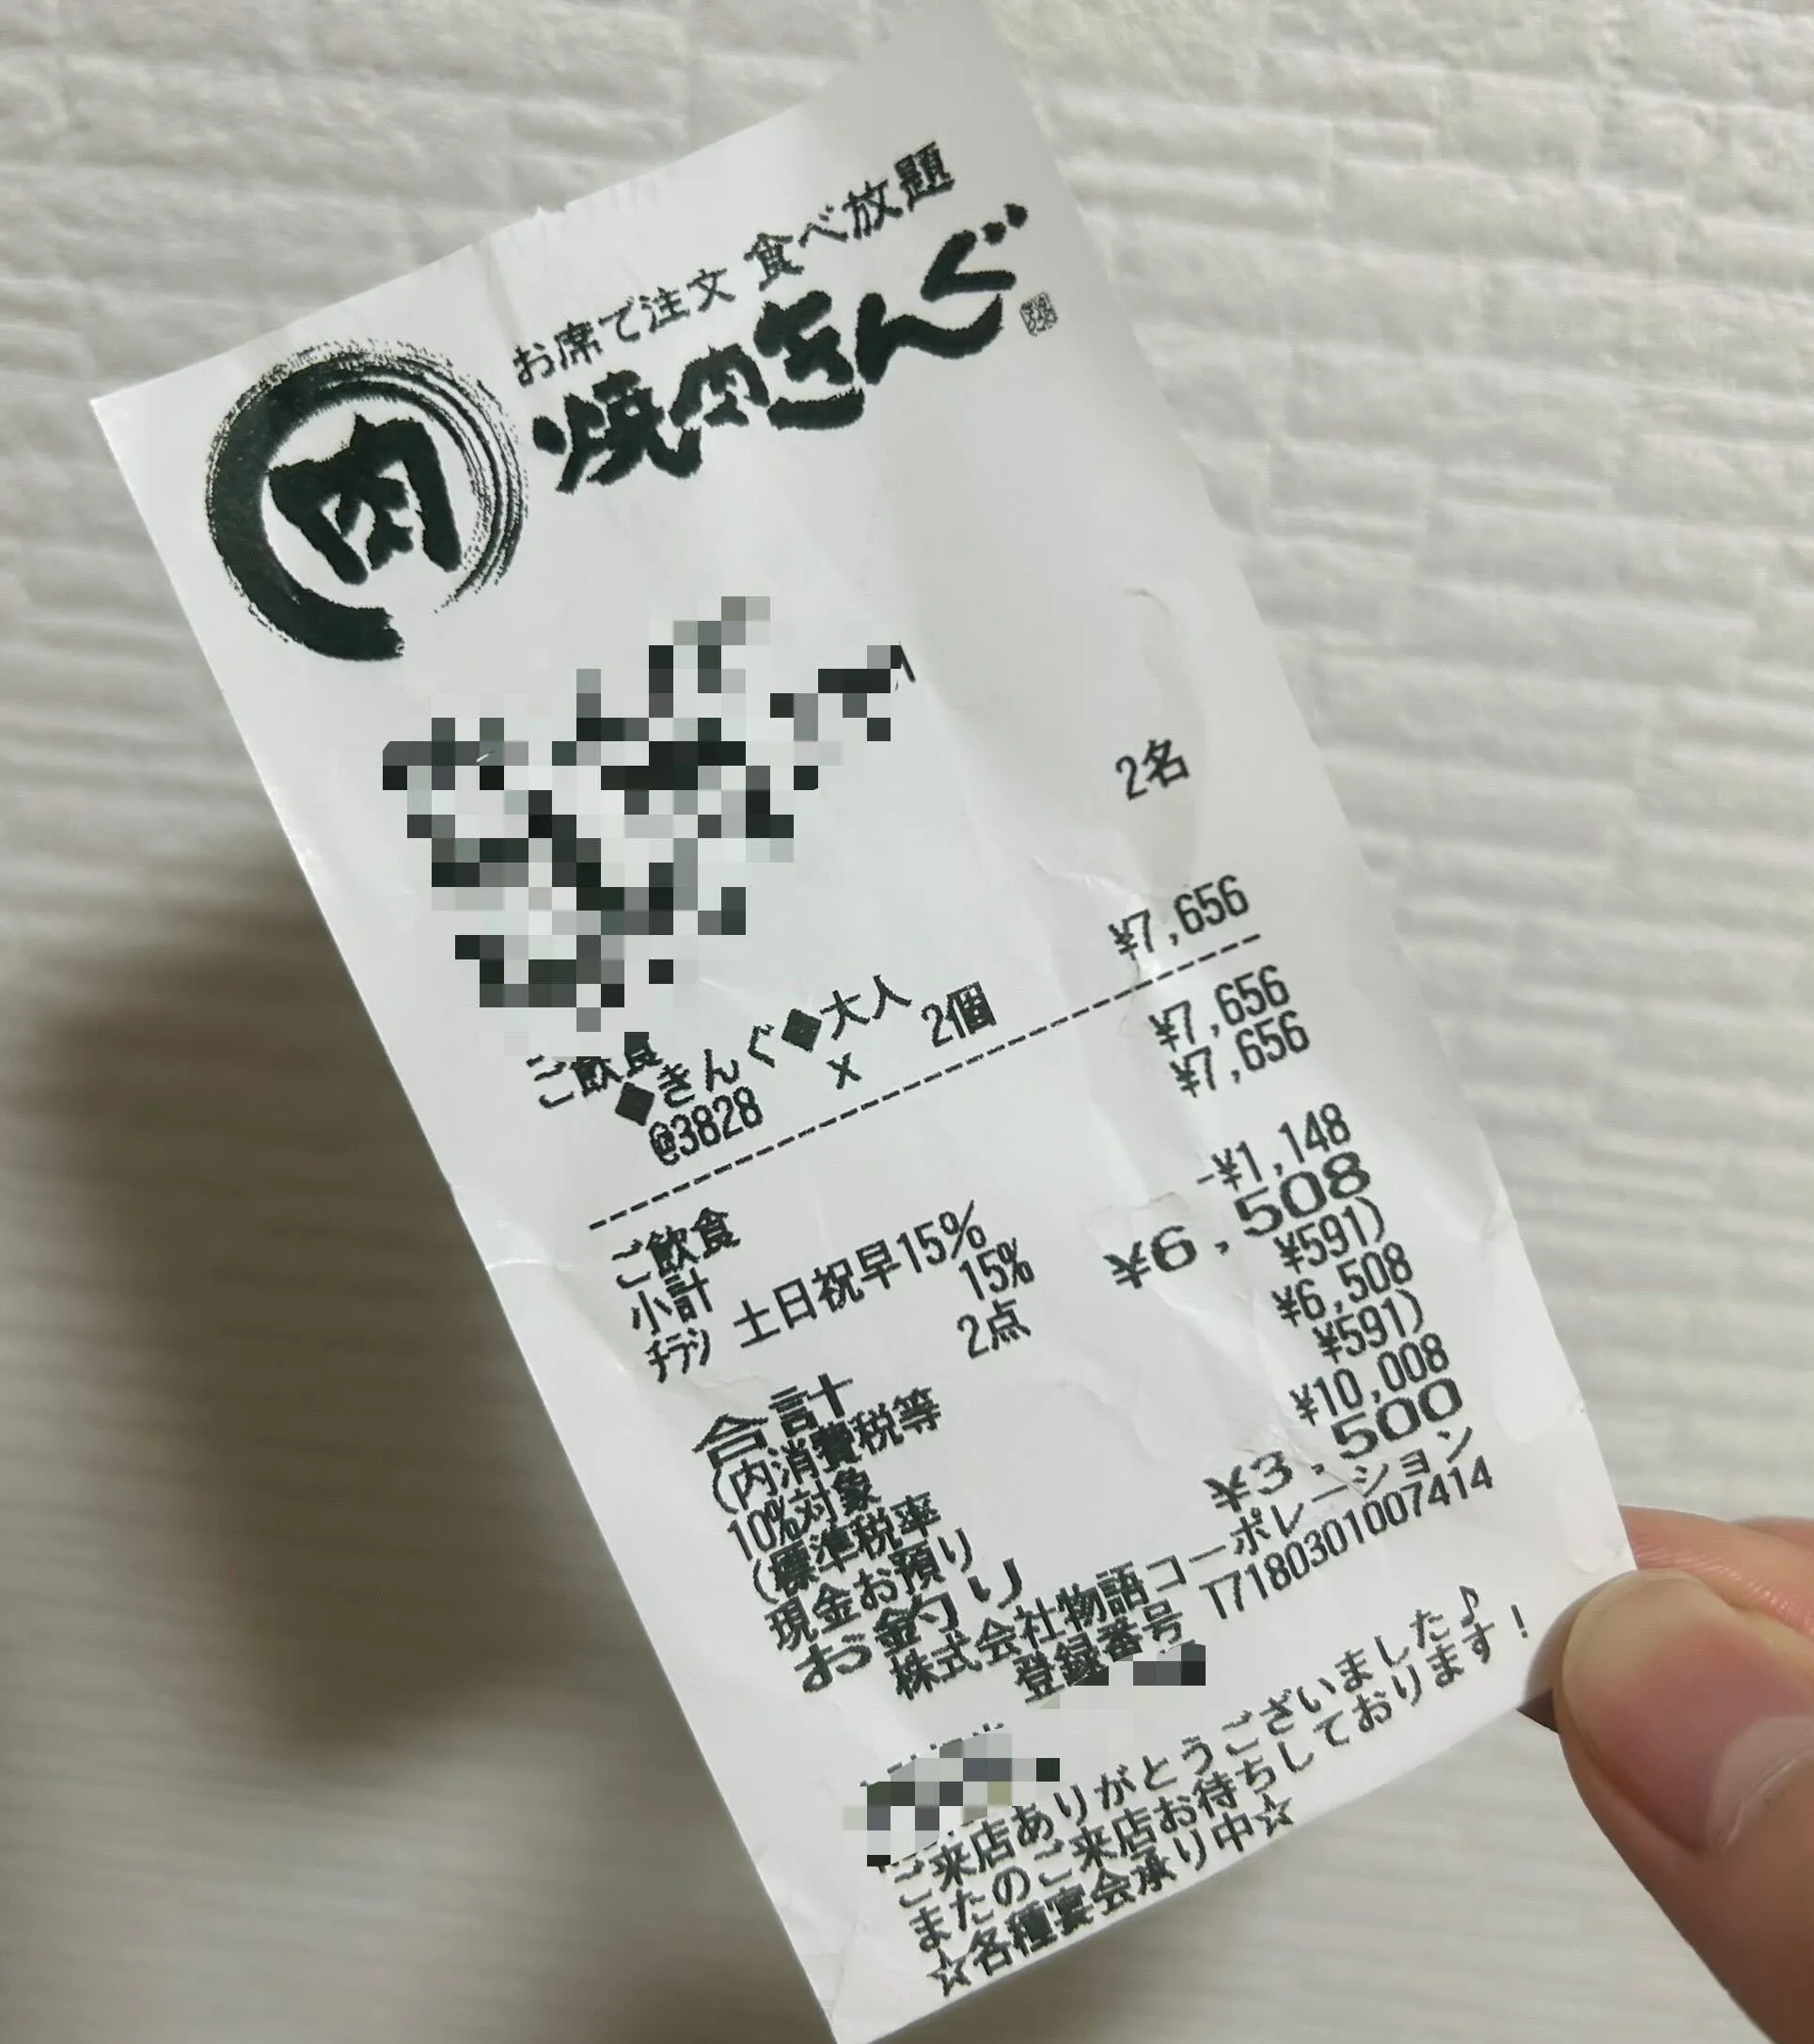 お席で注文 食べ放題
焼肉きんぐ
肉
2名
ご飲食
◆きんぐ◆大人
@3828 x 2個 ¥7,656
ご飲食 ¥7,656
小計 ¥7,656
ﾁﾗｼ 土日祝早15%
15% -¥1,148
2点
合計 ¥6,508
(内消費税等 ¥591)
10%対象 ¥6,508
(標準税率 ¥591)
現金お預り ¥10,008
お釣り ¥3,500
株式会社物語コーポレーション
登録番号 T7180301007414
ご来店ありがとうございました♪
またのご来店お待ちしております!
☆各種宴会承り中☆